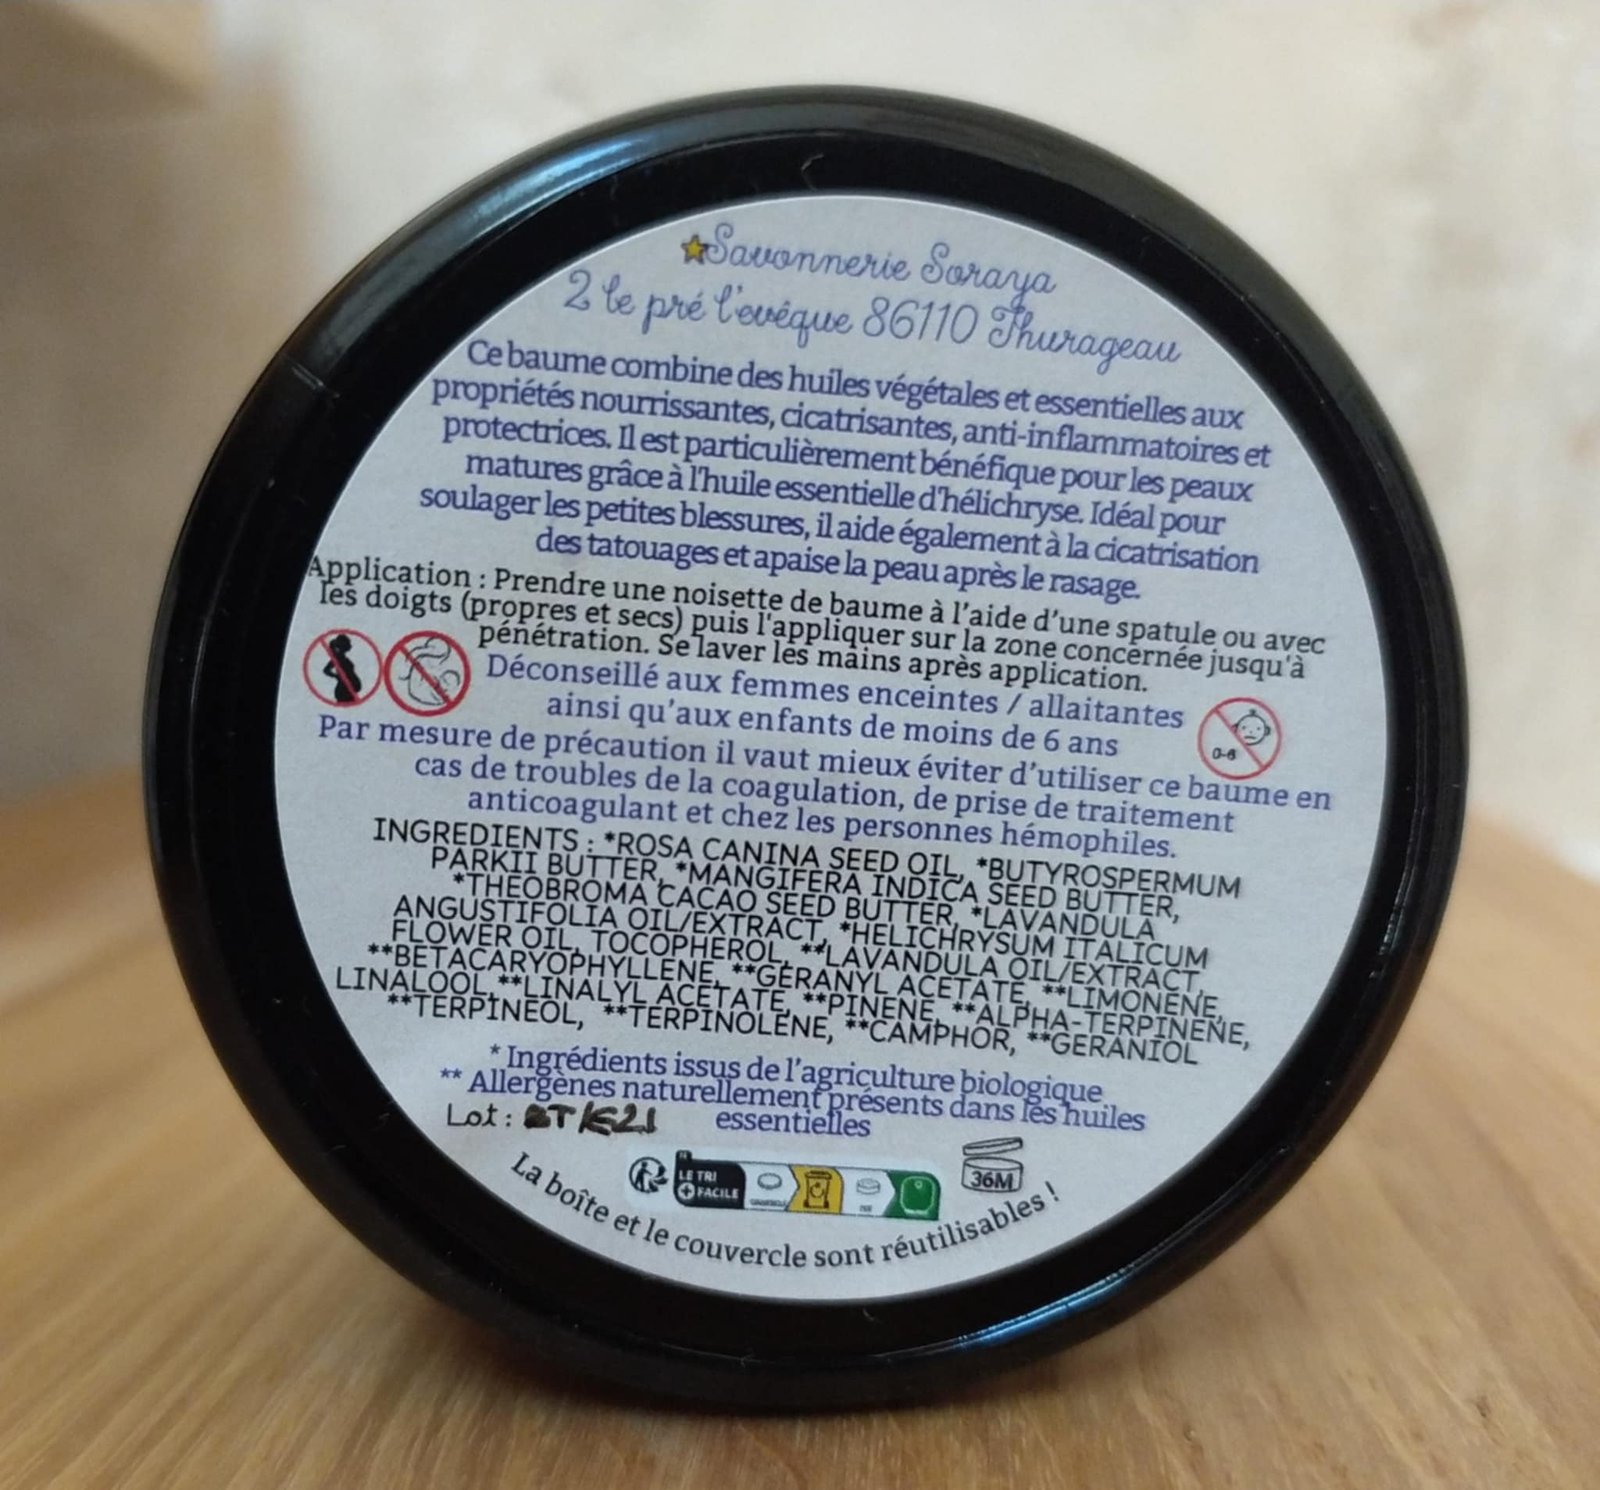 Savonnerie Soraya
2 le pré l'evêque 86110 Thurageau
Ce baume combine des huiles végétales et essentielles aux
propriétés nourrissantes, cicatrisantes, anti-inflammatoires et
protectrices. Il est particulièrement bénéfique pour les peaux
matures grâce à l'huile essentielle d'hélichryse. Idéal pour
soulager les petites blessures, il aide également à la cicatrisation
des tatouages et apaise la peau après le rasage.
Application : Prendre une noisette de baume à l'aide d'une spatule ou avec
les doigts (propres et secs) puis l'appliquer sur la zone concernée jusqu'à
pénétration. Se laver les mains après application.
Déconseillé aux femmes enceintes / allaitantes
ainsi qu'aux enfants de moins de 6 ans
0-6
Par mesure de précaution il vaut mieux éviter d'utiliser ce baume en
cas de troubles de la coagulation, de prise de traitement
anticoagulant et chez les personnes hémophiles.
INGREDIENTS : *ROSA CANINA SEED OIL, *BUTYROSPERMUM
PARKII BUTTER, *MANGIFERA INDICA SEED BUTTER,
*THEOBROMA CACAO SEED BUTTER, *LAVANDULA
ANGUSTIFOLIA OIL/EXTRACT, *HELICHRYSUM ITALICUM
FLOWER OIL, TOCOPHEROL, **LAVANDULA OIL/EXTRACT,
**BETACARYOPHYLLENE, **GERANYL ACETATE, **LIMONENE,
LINALOOL,**LINALYL ACETATE, **PINENE, **ALPHA-TERPINENE,
**TERPINEOL, **TERPINOLENE, **CAMPHOR, **GERANIOL
* Ingrédients issus de l'agriculture biologique
** Allergènes naturellement présents dans les huiles
essentielles
Lot :
LE TRI
+ FACILE
36M
La boîte et le couvercle sont réutilisables !